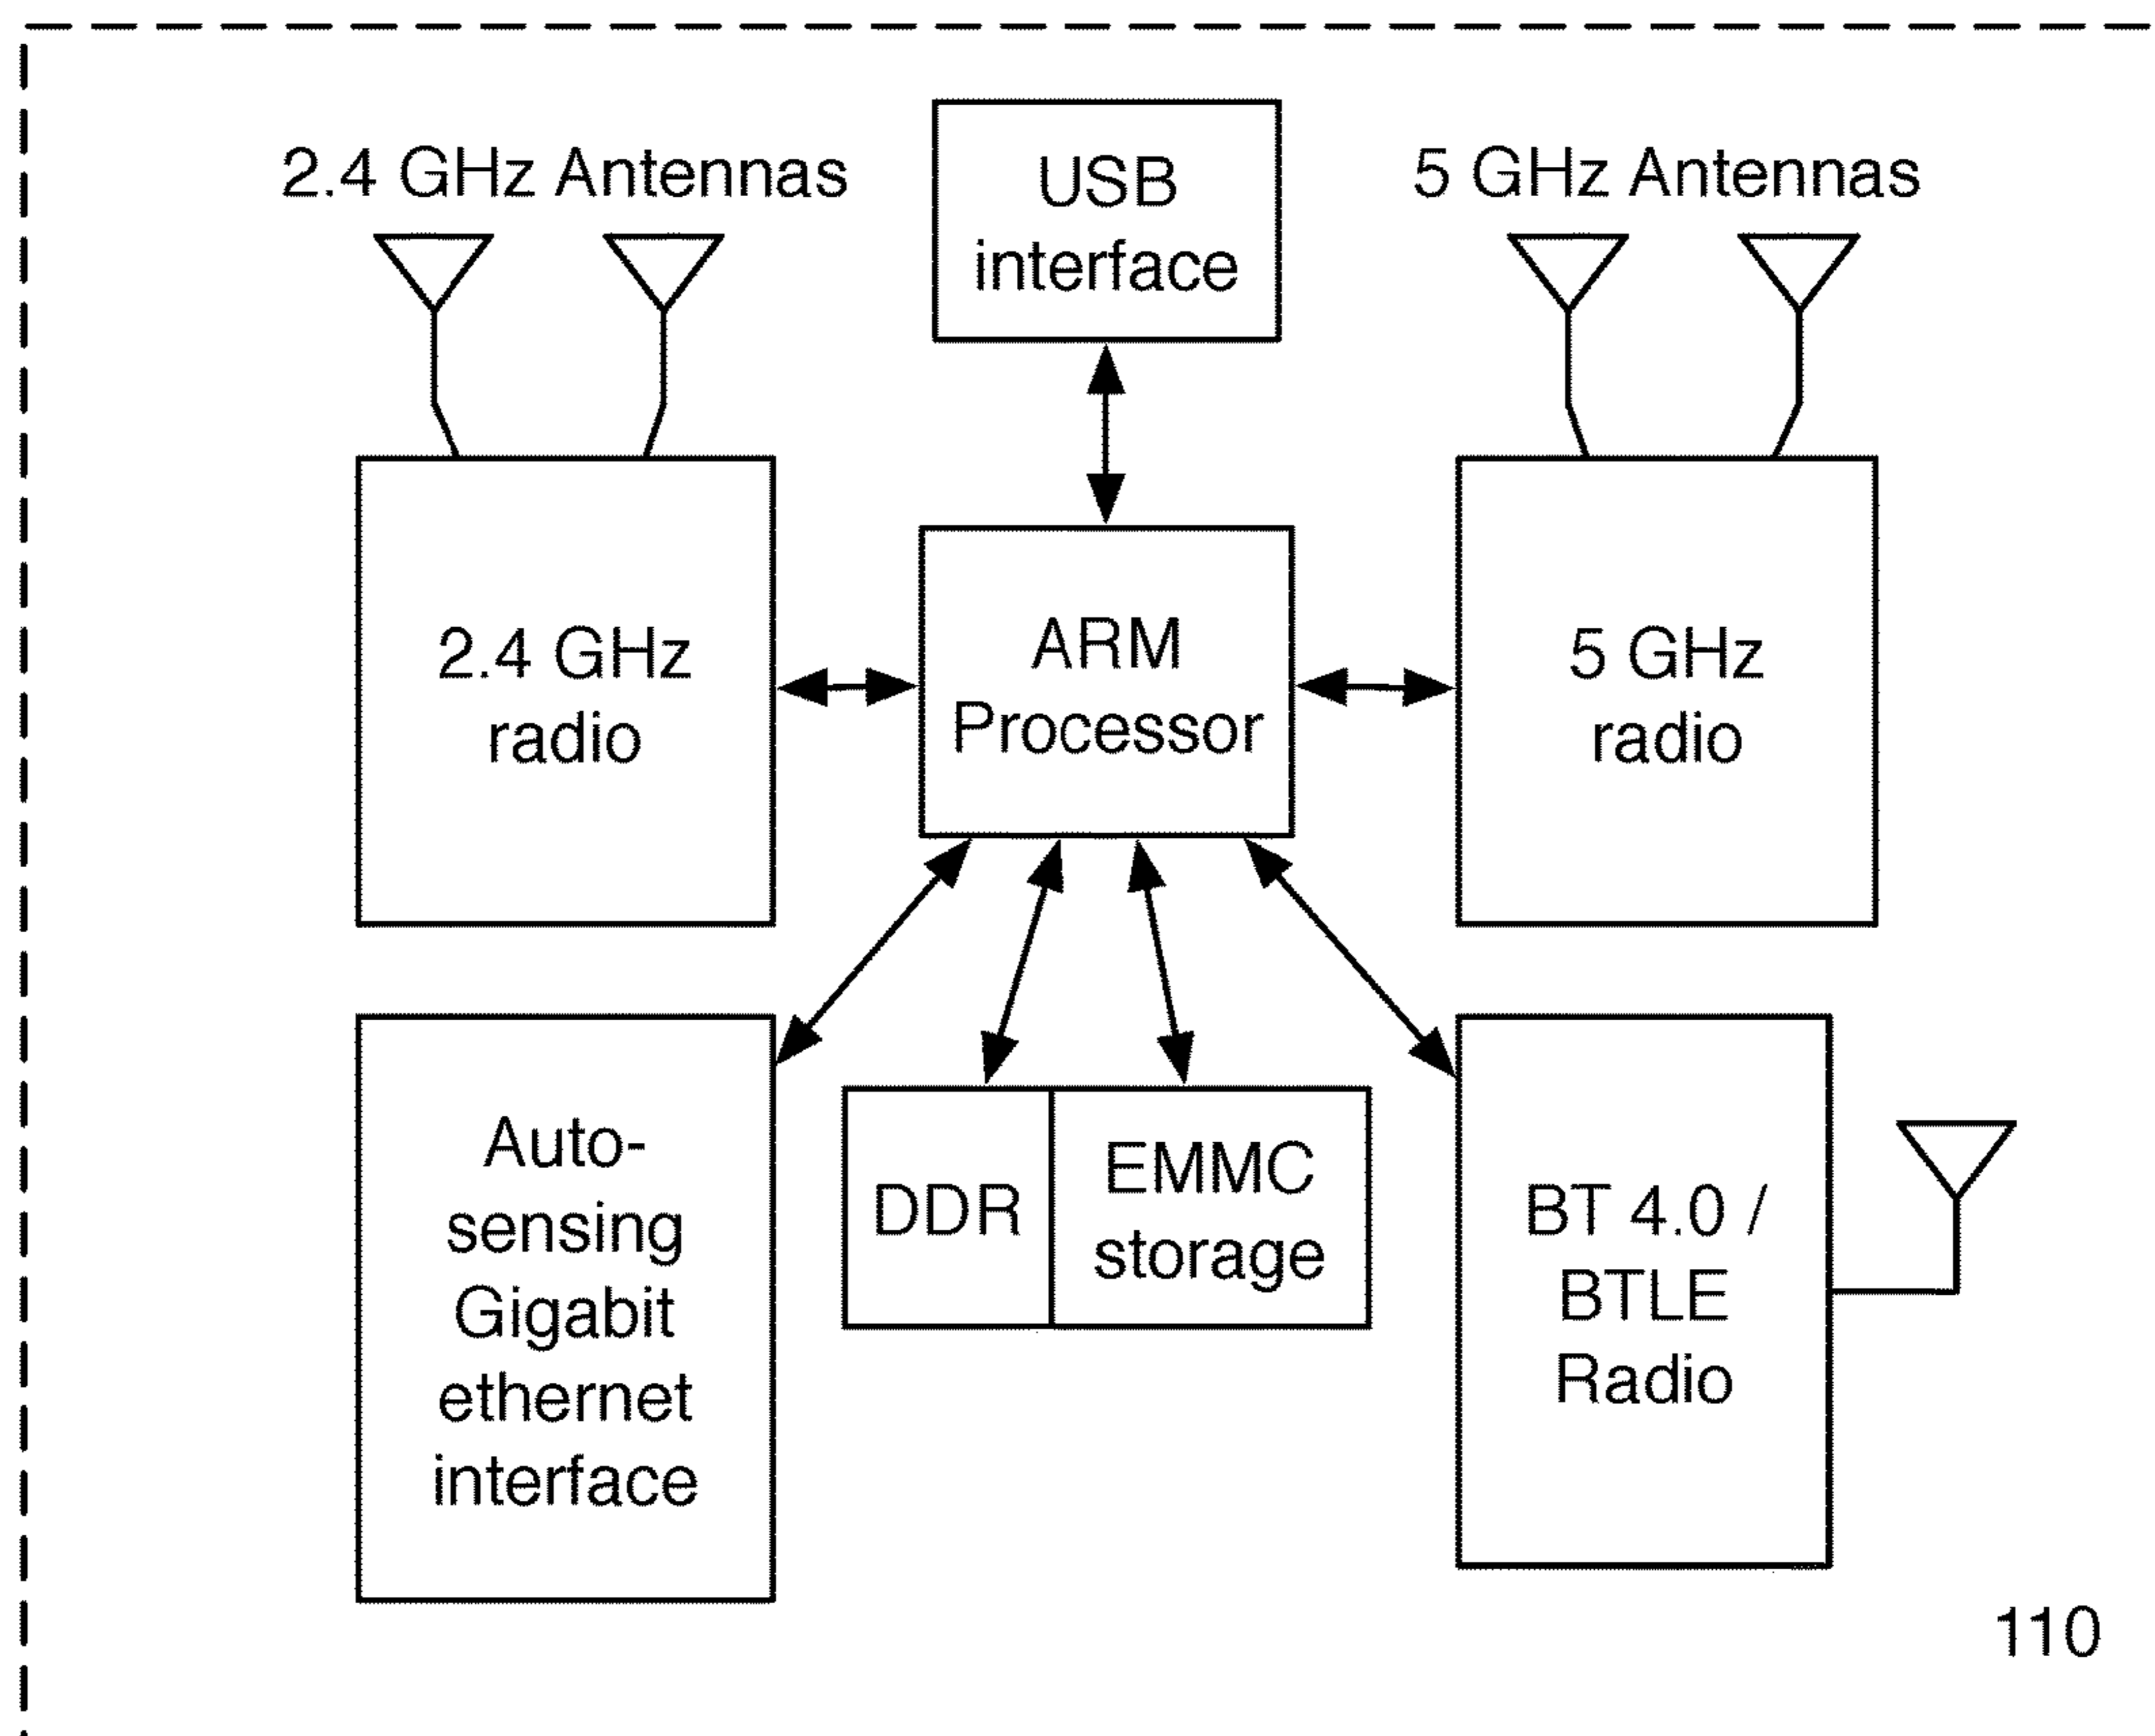 2.4 GHz Antennas
USB
interface
5 GHz Antennas
2.4 GHz
radio
ARM
Processor
5 GHz
radio
Auto-
sensing
Gigabit
ethernet
interface
DDR
EMMC
storage
BT 4.0 /
BTLE
Radio
110